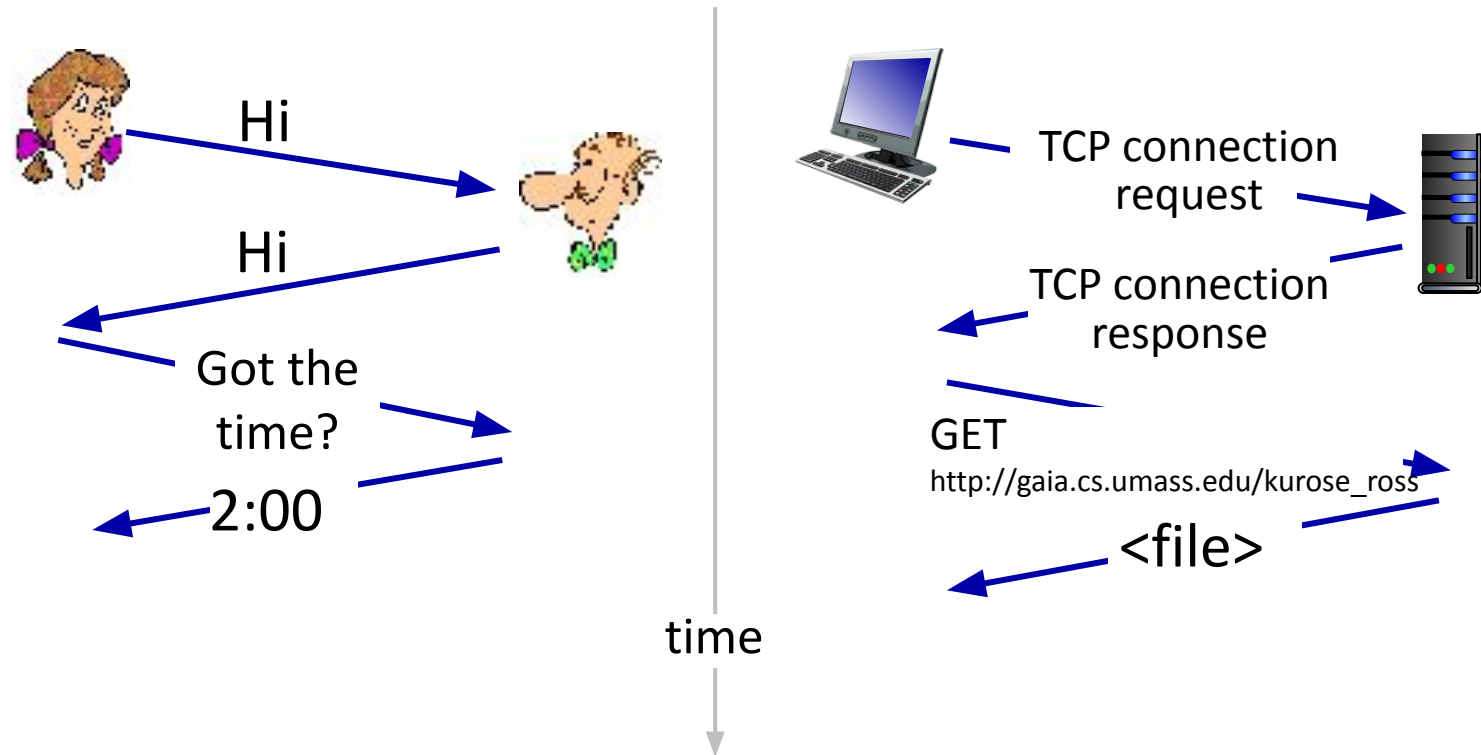 Hi
Hi
Got the
time?
2:00
time
TCP connection
request
TCP connection
response
GET
http://gaia.cs.umass.edu/kurose_ross
<file>